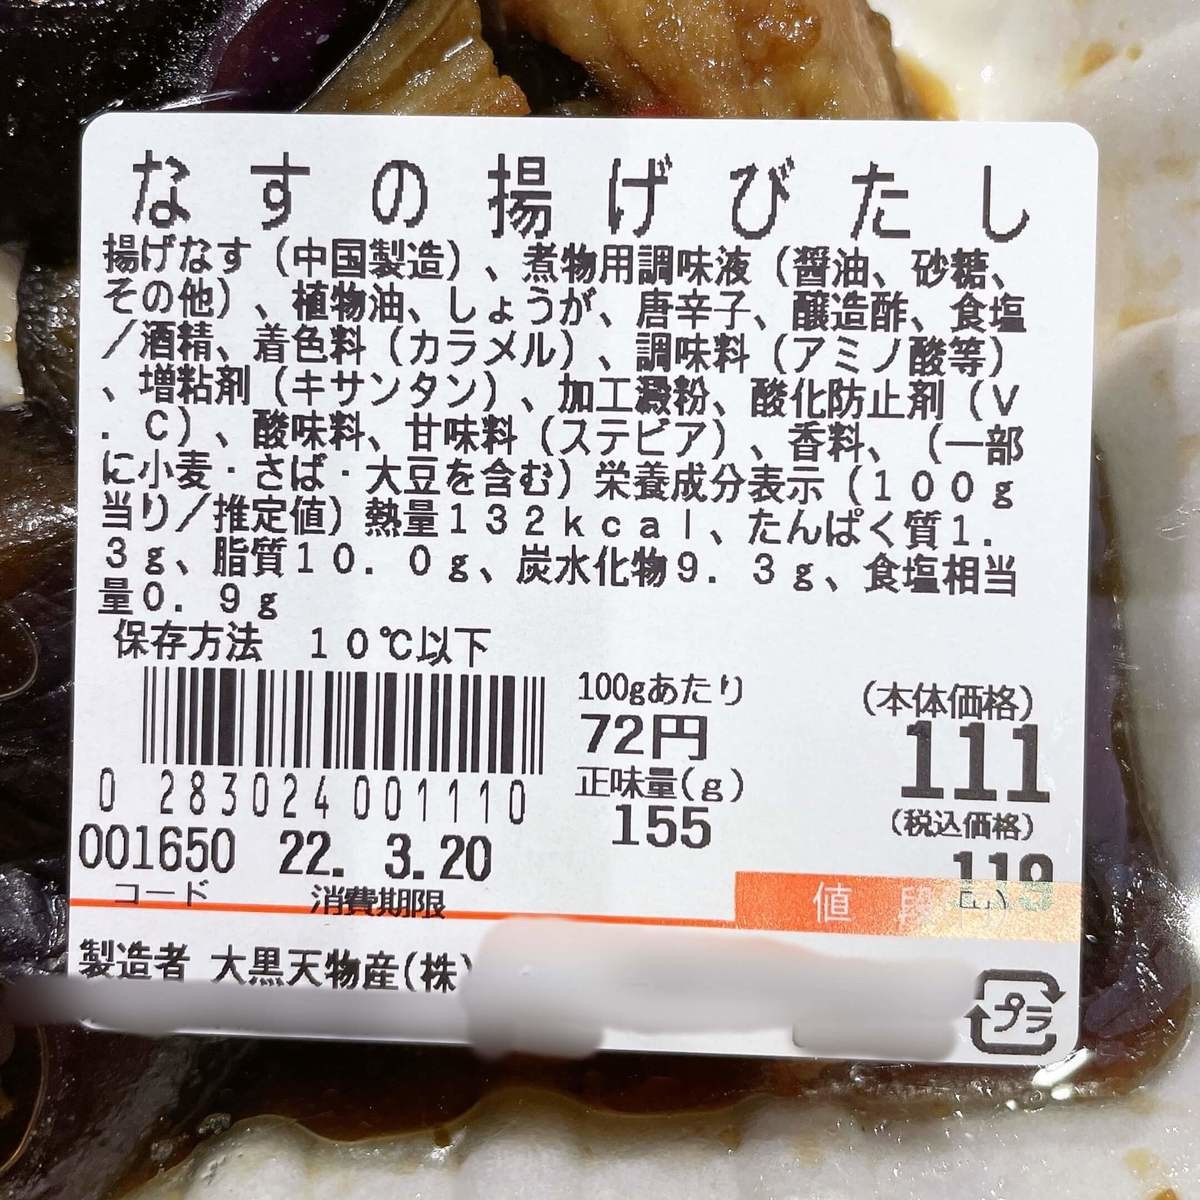 なすの揚げびたし
揚げなす（中国製造）、煮物用調味液（醤油、砂糖、
その他）、植物油、しょうが、唐辛子、醸造酢、食塩
／酒精、着色料（カラメル）、調味料（アミノ酸等）
、増粘剤（キサンタン）、加工澱粉、酸化防止剤（Ｖ
．Ｃ）、酸味料、甘味料（ステビア）、香料、（一部
に小麦・さば・大豆を含む）栄養成分表示（１００ｇ
当り／推定値）熱量１３２ｋｃａｌ、たんぱく質１．
３ｇ、脂質１０．０ｇ、炭水化物９．３ｇ、食塩相当
量０．９ｇ
保存方法　１０℃以下
100gあたり
72円
正味量(g)
155
(本体価格)
111
(税込価格)
0 283024 001110
001650 22. 3.20
コード 消費期限
値段
製造者 大黒天物産(株)
プラ